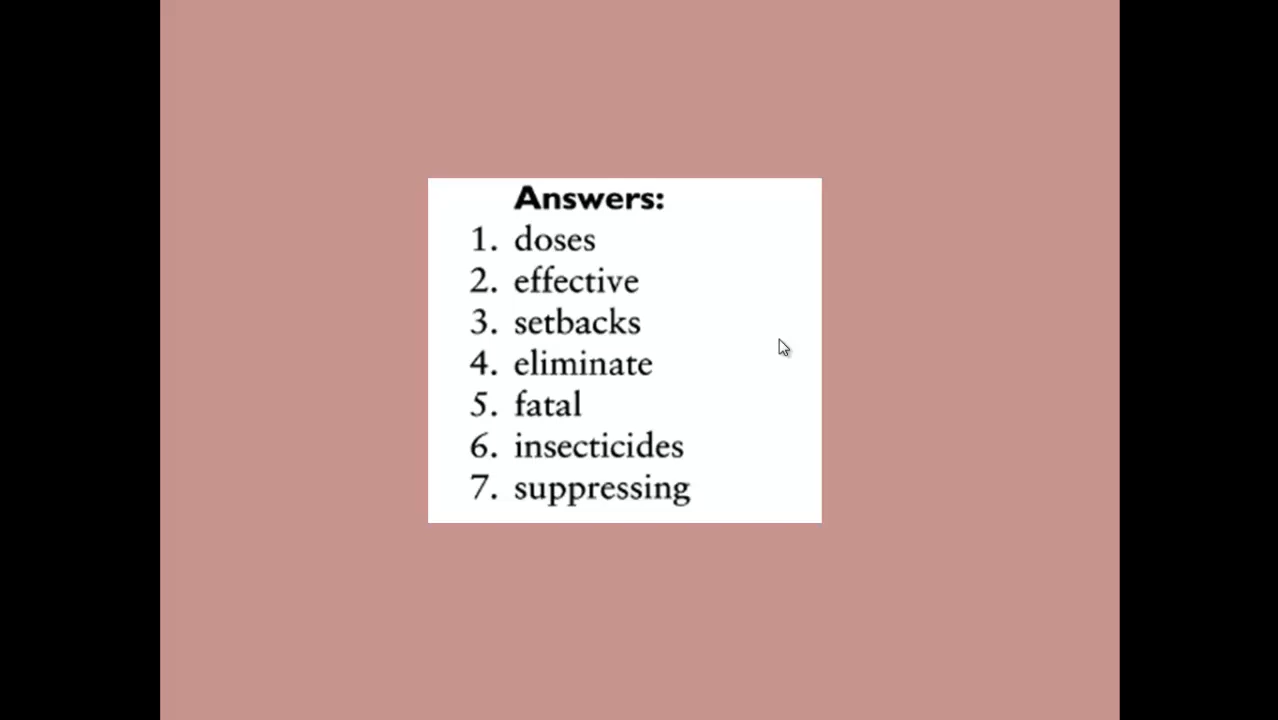 Answers:
1. doses
2. effective
3. setbacks
4. eliminate
5. fatal
6. insecticides
7. suppressing